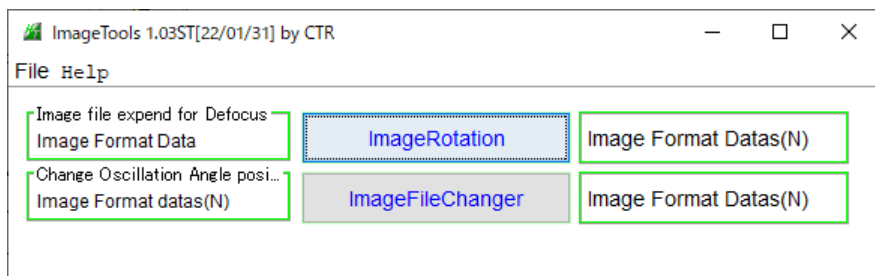 ImageTools 1.03ST[22/01/31] by CTR
File Help
Image file expend for Defocus
Image Format Data
ImageRotation
Image Format Datas(N)
Change Oscillation Angle posi...
Image Format datas(N)
ImageFileChanger
Image Format Datas(N)